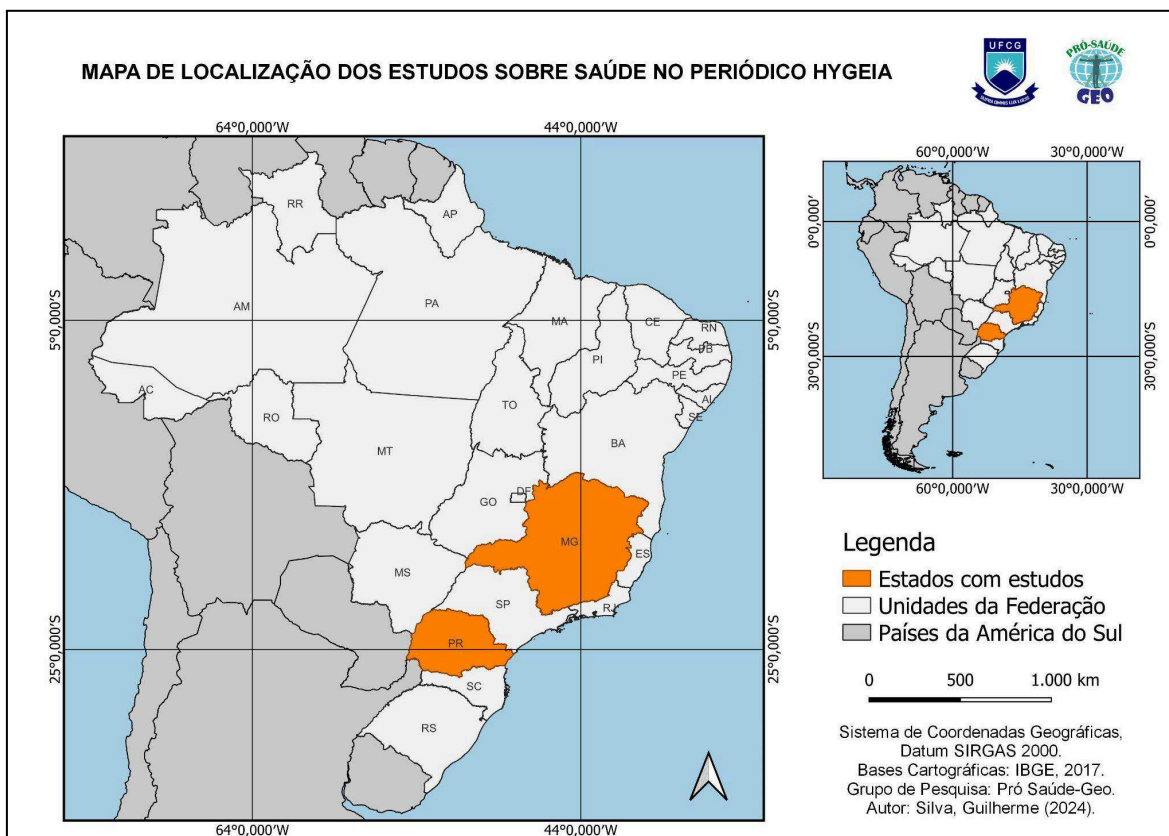 MAPA DE LOCALIZAÇÃO DOS ESTUDOS SOBRE SAÚDE NO PERIÓDICO HYGEIA
UFCG
PRÓ-SAÚDE
GEO
64°0,000'W
44°0,000'W
5°0,000'S
25°0,000'S
RR
AP
AM
PA
MA
CE
RN
PB
PI
PE
AC
AL
TO
SE
RO
BA
MT
DF
GO
MG
ES
MS
SP
RJ
PR
SC
RS
5°0,000'S
25°0,000'S
64°0,000'W
44°0,000'W
60°0,000'W
30°0,000'W
0°0,000'
30°0,000'S
0°0,000'
30°0,000'S
60°0,000'W
30°0,000'W
Legenda
Estados com estudos
Unidades da Federação
Países da América do Sul
0
500
1.000 km
Sistema de Coordenadas Geográficas,
Datum SIRGAS 2000.
Bases Cartográficas: IBGE, 2017.
Grupo de Pesquisa: Pró Saúde-Geo.
Autor: Silva, Guilherme (2024).